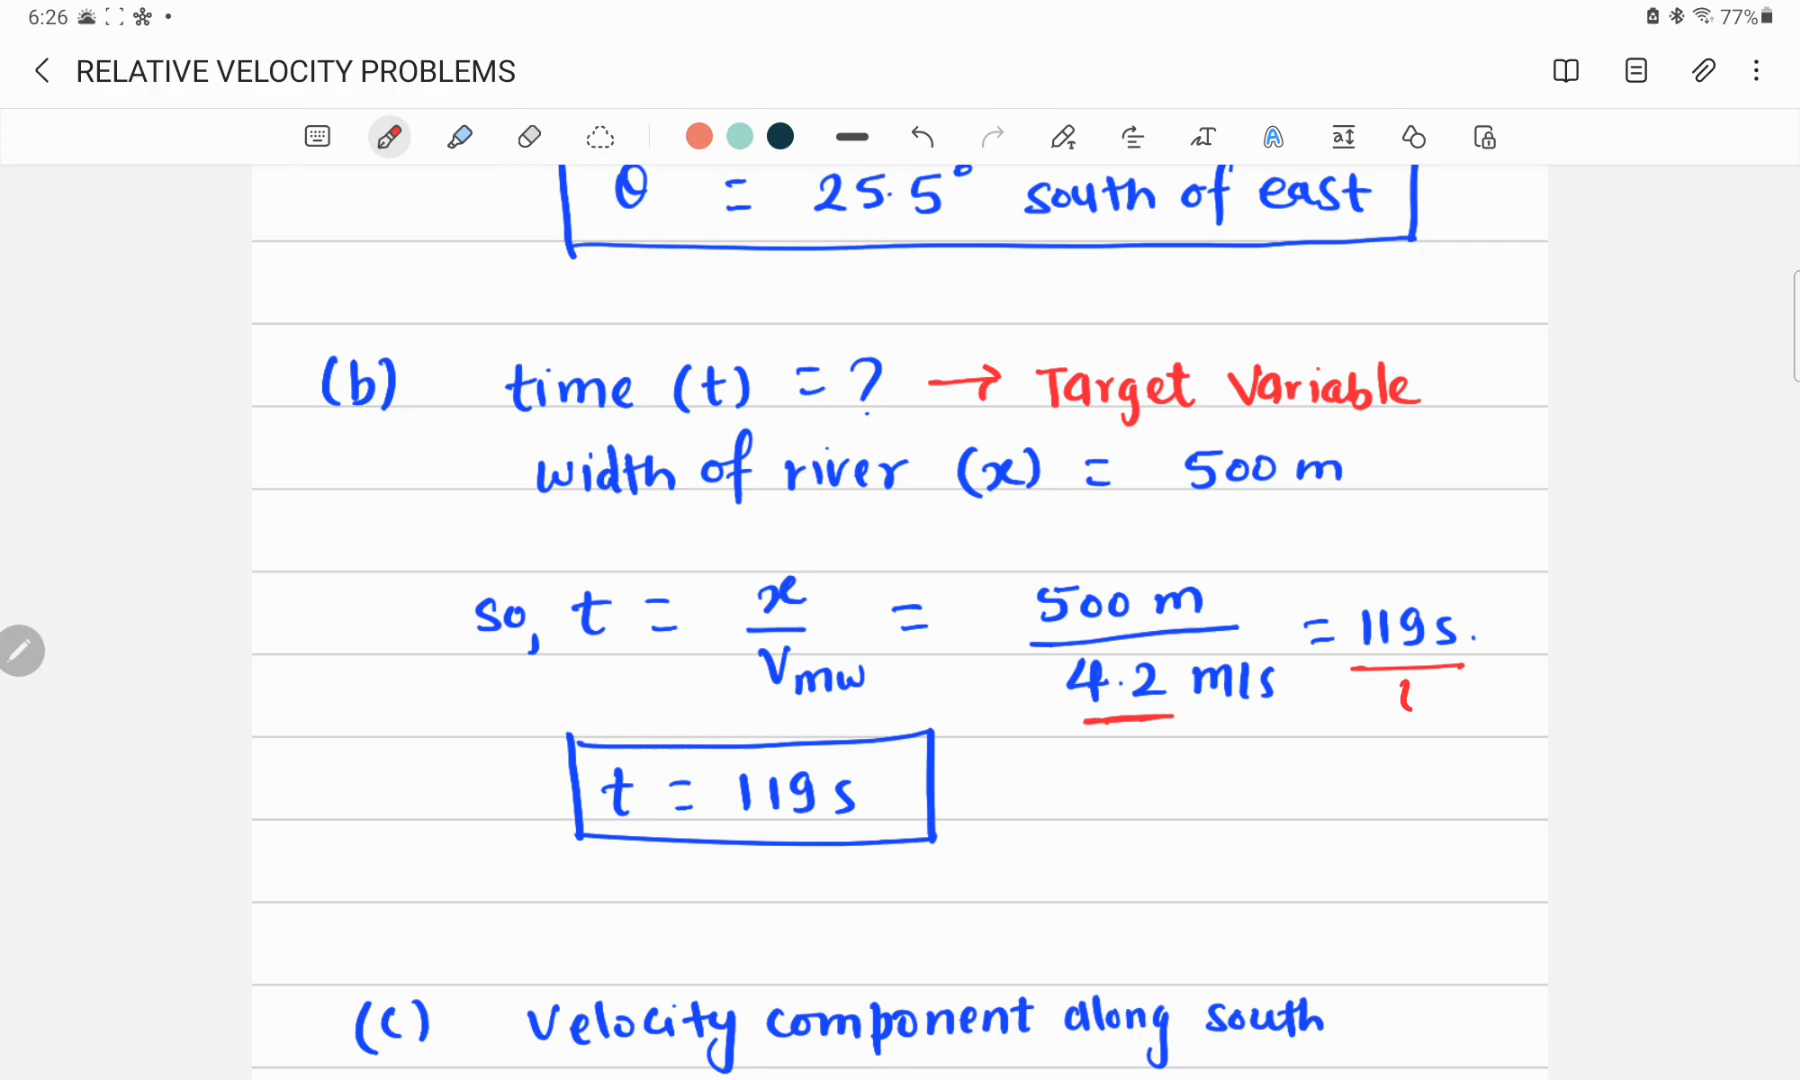 6:26 77%
RELATIVE VELOCITY PROBLEMS
θ = 25.5° south of east
(b) time (t) = ? → Target Variable
width of river (x) = 500 m
so, t = x / Vmw = 500 m / 4.2 m/s = 119 s.
t = 119 s
(c) Velocity component along south